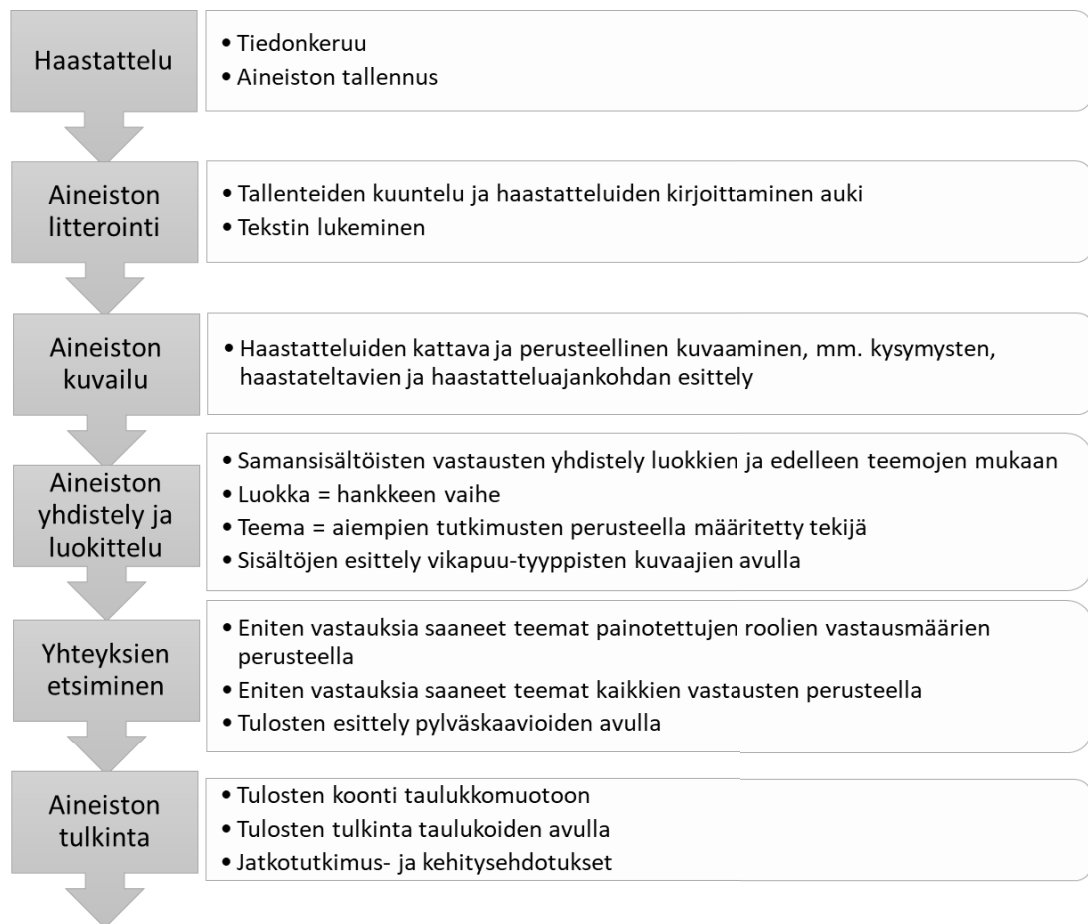 Haastattelu
• Tiedonkeruu
• Aineiston tallennus
Aineiston
litterointi
• Tallenteiden kuuntelu ja haastatteluiden kirjoittaminen auki
• Tekstin lukeminen
Aineiston
kuvailu
• Haastatteluiden kattava ja perusteellinen kuvaaminen, mm. kysymysten,
haastateltavien ja haastatteluajankohdan esittely
Aineiston
yhdistely ja
luokittelu
• Samansisältöisten vastausten yhdistely luokkien ja edelleen teemojen mukaan
• Luokka = hankkeen vaihe
• Teema = aiempien tutkimusten perusteella määritetty tekijä
• Sisältöjen esittely vikapuu-tyyppisten kuvaajien avulla
Yhteyksien
etsiminen
• Eniten vastauksia saaneet teemat painotettujen roolien vastausmäärien
perusteella
• Eniten vastauksia saaneet teemat kaikkien vastausten perusteella
• Tulosten esittely pylväskaavioiden avulla
Aineiston
tulkinta
• Tulosten koonti taulukkomuotoon
• Tulosten tulkinta taulukoiden avulla
• Jatkotutkimus- ja kehitysehdotukset